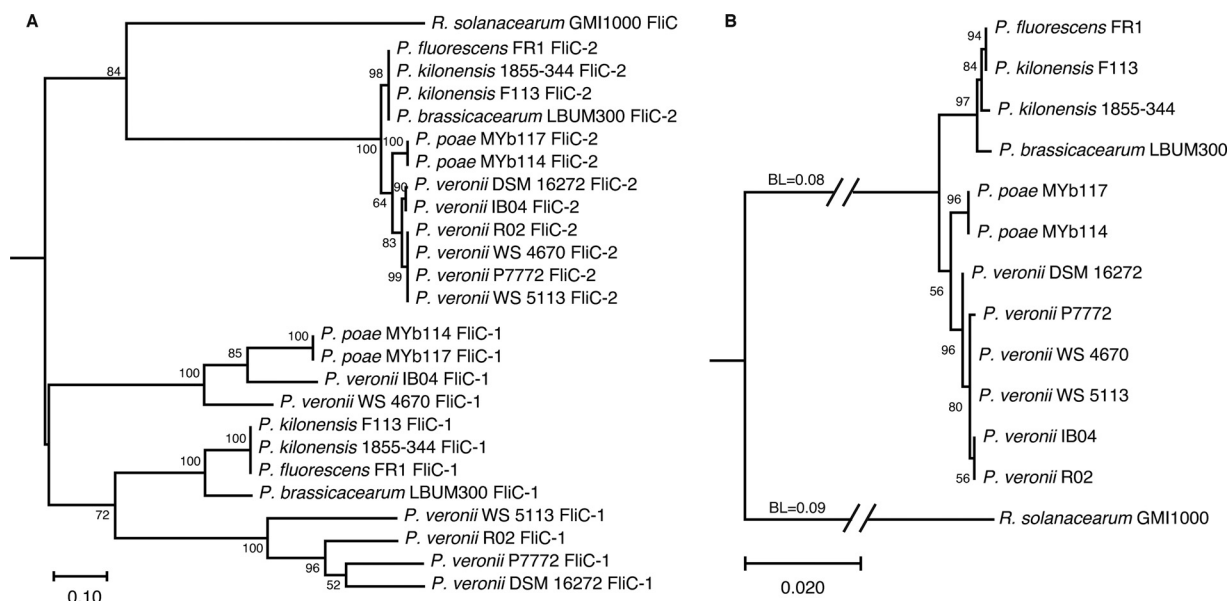 A
R. solanacearum GMI1000 FliC
P. fluorescens FR1 FliC-2
98
P. kilonensis 1855-344 FliC-2
84
P. kilonensis F113 FliC-2
P. brassicacearum LBUM300 FliC-2
100
100
P. poae MYb117 FliC-2
P. poae MYb114 FliC-2
90
P. veronii DSM 16272 FliC-2
64
P. veronii IB04 FliC-2
P. veronii R02 FliC-2
83
P. veronii WS 4670 FliC-2
99
P. veronii P7772 FliC-2
P. veronii WS 5113 FliC-2
100
P. poae MYb114 FliC-1
85
P. poae MYb117 FliC-1
100
P. veronii IB04 FliC-1
P. veronii WS 4670 FliC-1
P. kilonensis F113 FliC-1
100
P. kilonensis 1855-344 FliC-1
100
P. fluorescens FR1 FliC-1
P. brassicacearum LBUM300 FliC-1
72
P. veronii WS 5113 FliC-1
100
P. veronii R02 FliC-1
96
P. veronii P7772 FliC-1
52
P. veronii DSM 16272 FliC-1
0.10
B
P. fluorescens FR1
94
84
P. kilonensis F113
97
P. kilonensis 1855-344
P. brassicacearum LBUM300
BL=0.08
96
P. poae MYb117
P. poae MYb114
P. veronii DSM 16272
56
P. veronii P7772
96
P. veronii WS 4670
P. veronii WS 5113
80
P. veronii IB04
56
P. veronii R02
BL=0.09
R. solanacearum GMI1000
0.020